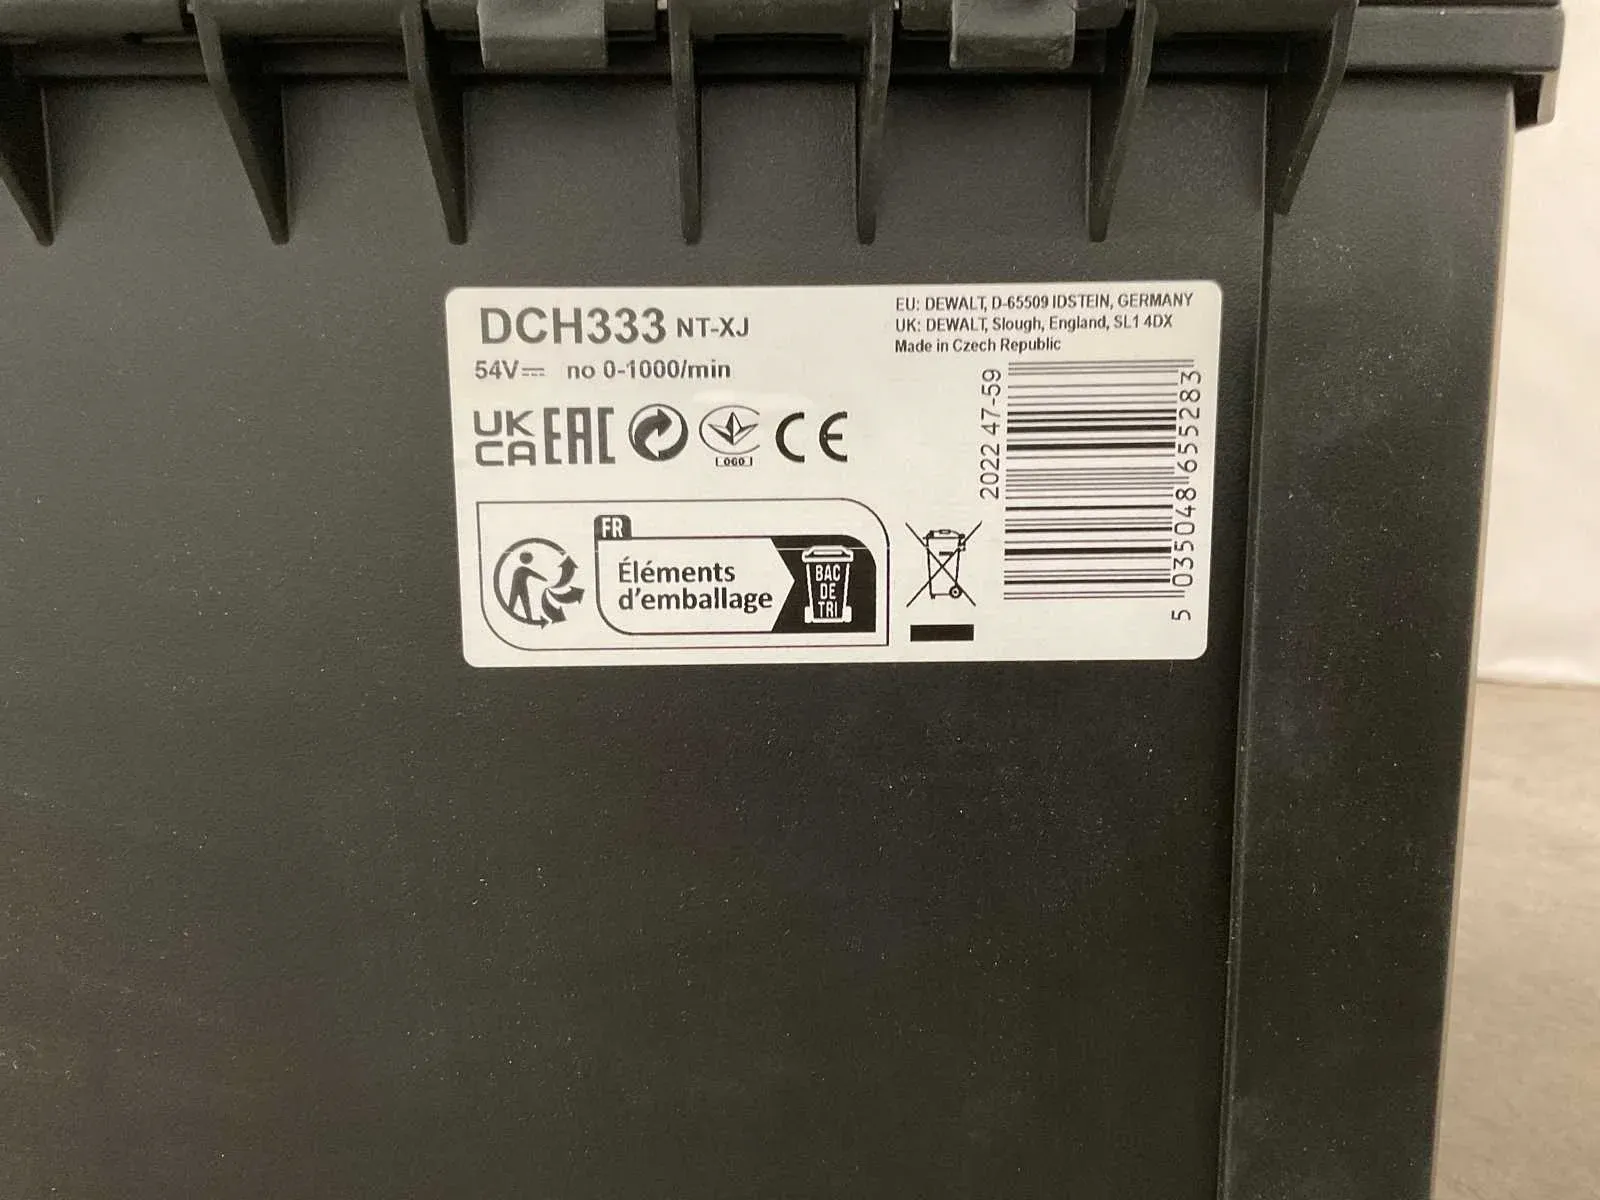 DCH333 NT-XJ
54V no 0-1000/min
UK
CA EAC CE
LOGO
EU: DEWALT, D-65509 IDSTEIN, GERMANY
UK: DEWALT, Slough, England, SL1 4DX
Made in Czech Republic
2022 47-59
5 035048 655283
FR
Éléments
d'emballage
BAC
DE
TRI